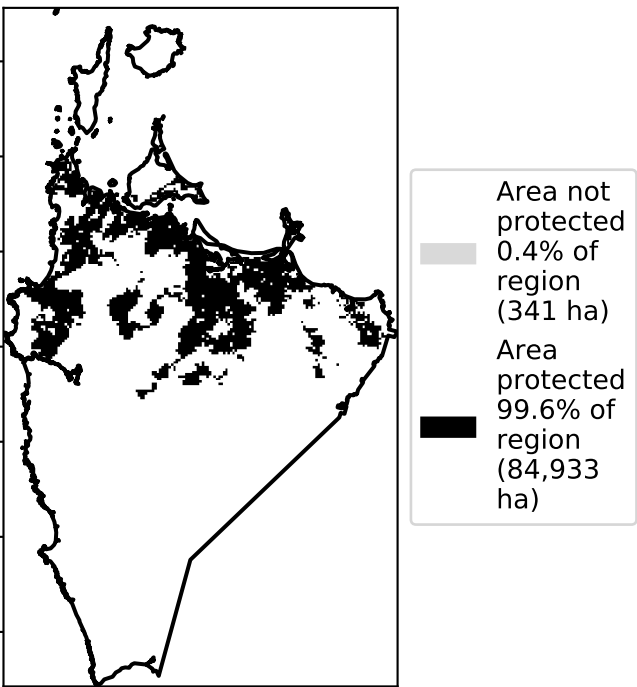 Area not
protected
0.4% of
region
(341 ha)
Area
protected
99.6% of
region
(84,933
ha)